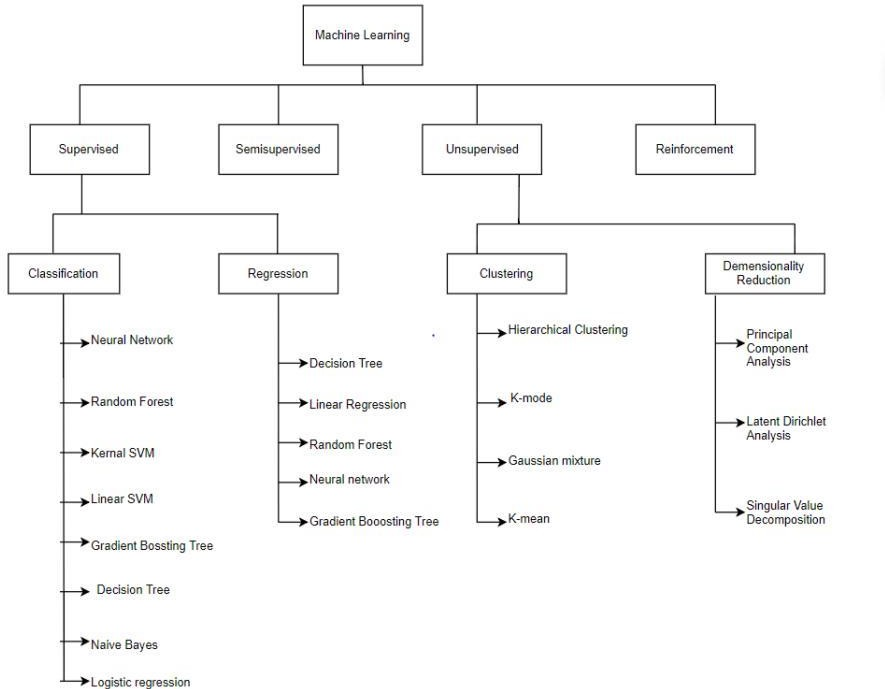 Machine Learning
Supervised
Semisupervised
Unsupervised
Reinforcement
Classification
Regression
Clustering
Demensionality
Reduction
Neural Network
Random Forest
Kernal SVM
Linear SVM
Gradient Bossting Tree
Decision Tree
Naive Bayes
Logistic regression
Decision Tree
Linear Regression
Random Forest
Neural network
Gradient Booosting Tree
Hierarchical Clustering
K-mode
Gaussian mixture
K-mean
Principal
Component
Analysis
Latent Dirichlet
Analysis
Singular Value
Decomposition